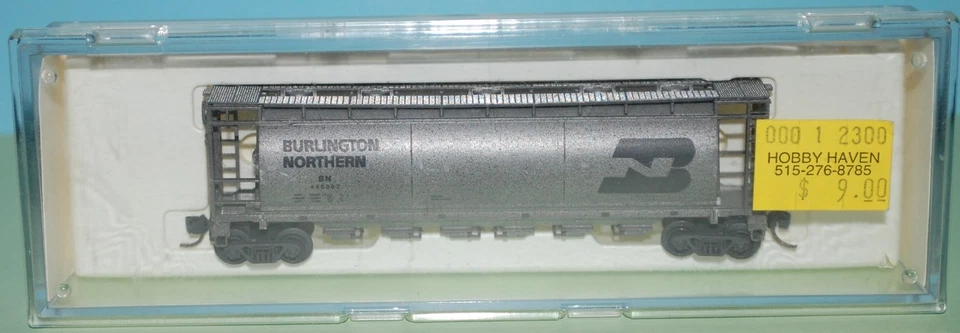 BURLINGTON
NORTHERN
BN
000 1 2300
HOBBY HAVEN
515-276-8785
$ 9.00